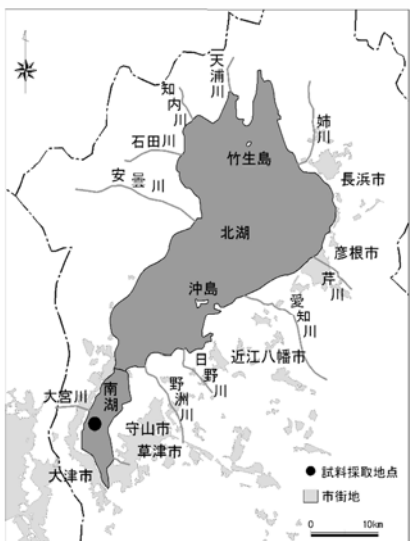 天浦川
知内川
石田川
安曇川
姉川
竹生島
長浜市
北湖
彦根市
芹川
沖島
愛知川
近江八幡市
日野川
野洲川
大宮川
南湖
守山市
草津市
大津市
試料採取地点
市街地
0 10km